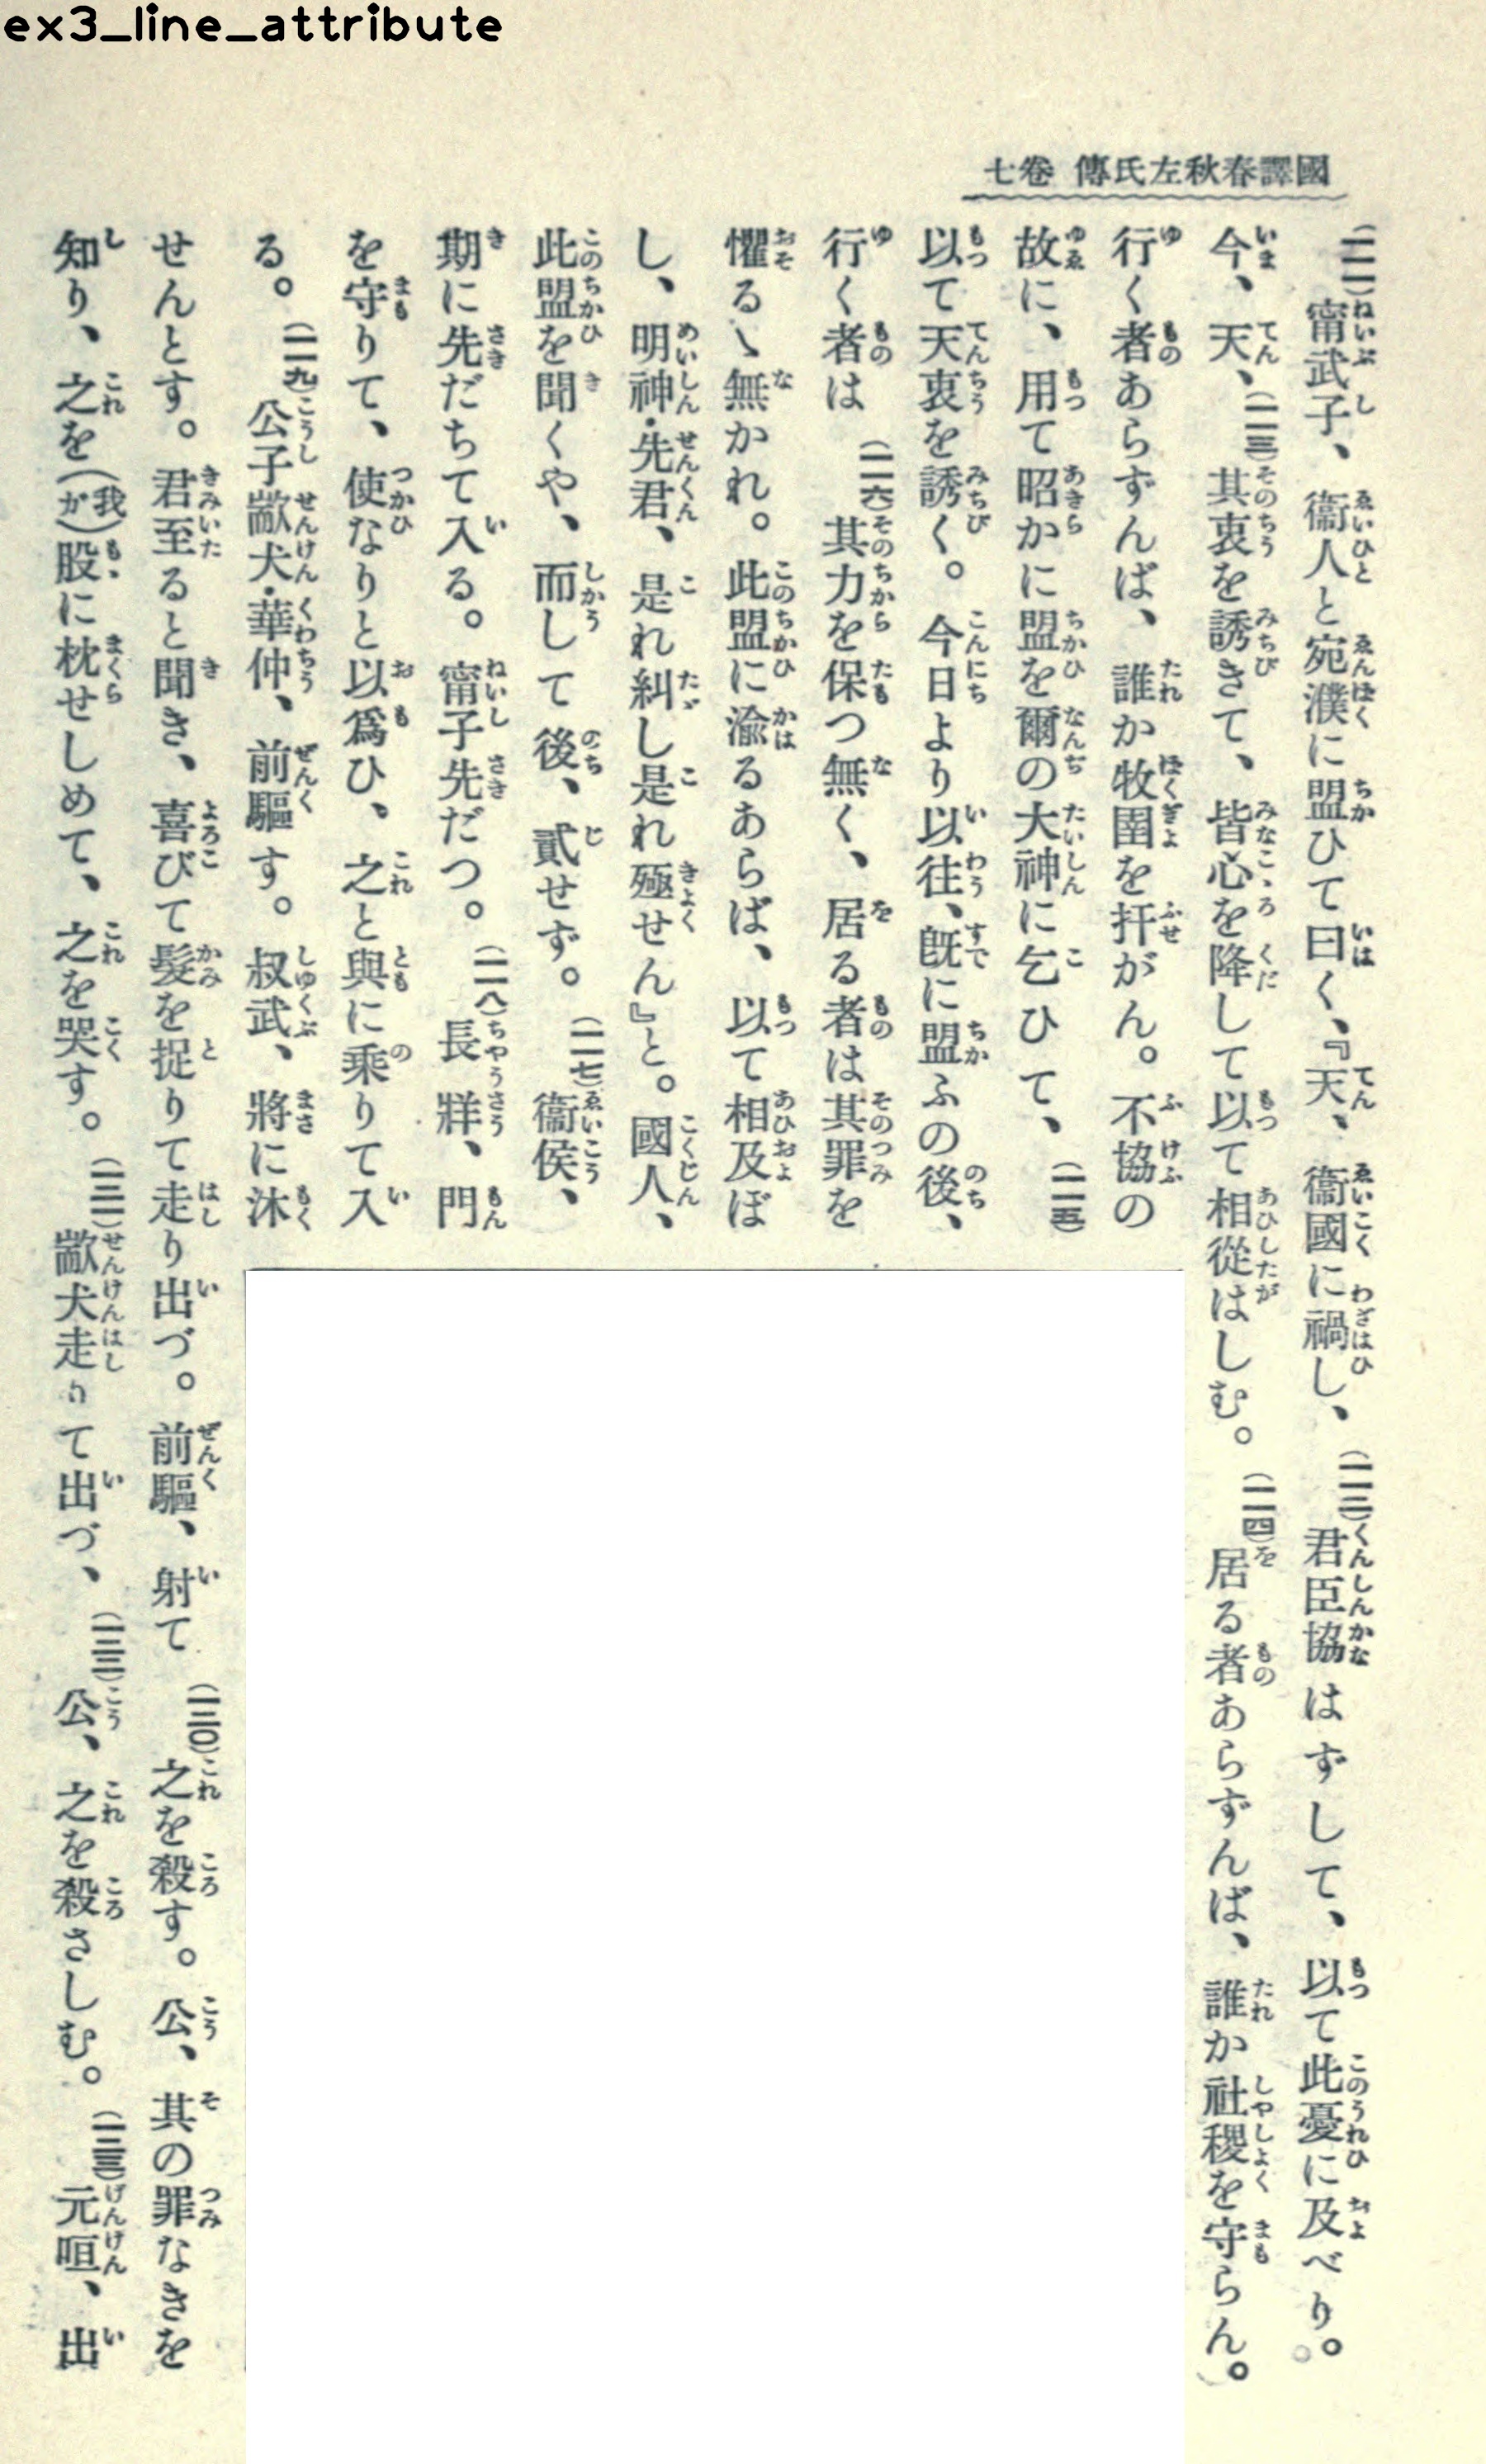 ex3_line_attribute
國譯春秋左氏傳 卷七
(一二一)甯武子、衞人と宛濮に盟ひて曰く、『天、衞國に禍し、(一二二)君臣協はずして、以て此憂に及べり。
今、天、(一二三)其衷を誘きて、皆心を降して以て相從はしむ。(一二四)居る者あらずんば、誰か社稷を守らん。
行く者あらずんば、誰か牧圉を扞がん。不協の
故に、用て昭かに盟を爾の大神に乞ひて、(一二五)
以て天衷を誘く。今日より以往、旣に盟ふの後、
行く者は(一二六)其力を保つ無く、居る者は其罪を
懼るゝ無かれ。此盟に渝るあらば、以て相及ぼ
し、明神・先君、是れ糾し是れ殛せん』と。國人、
此盟を聞くや、而して後、貳せず。(一二七)衞侯、
期に先だちて入る。甯子先だつ。(一二八)長牂、門
を守りて、使なりと以爲ひ、之と與に乘りて入
る。(一二九)公子歂犬・華仲、前驅す。叔武、將に沐
せんとす。君至ると聞き、喜びて髮を捉りて走り出づ。前驅、射て(一三〇)之を殺す。公、其の罪なきを
知り、之を(我が)股に枕せしめて、之を哭す。(一三一)歂犬走りて出づ、(一三二)公、之を殺さしむ。(一三三)元咺、出